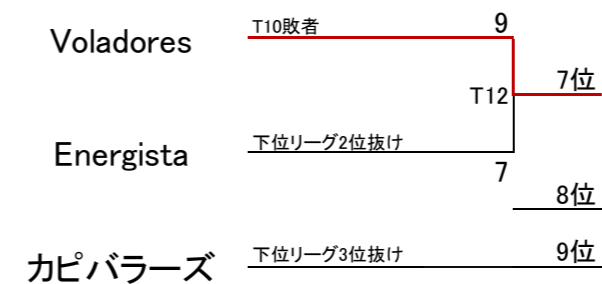 Voladores T10敗者 9
T12 7位
Energista 下位リーグ2位抜け 7
8位
カピバラーズ 下位リーグ3位抜け 9位